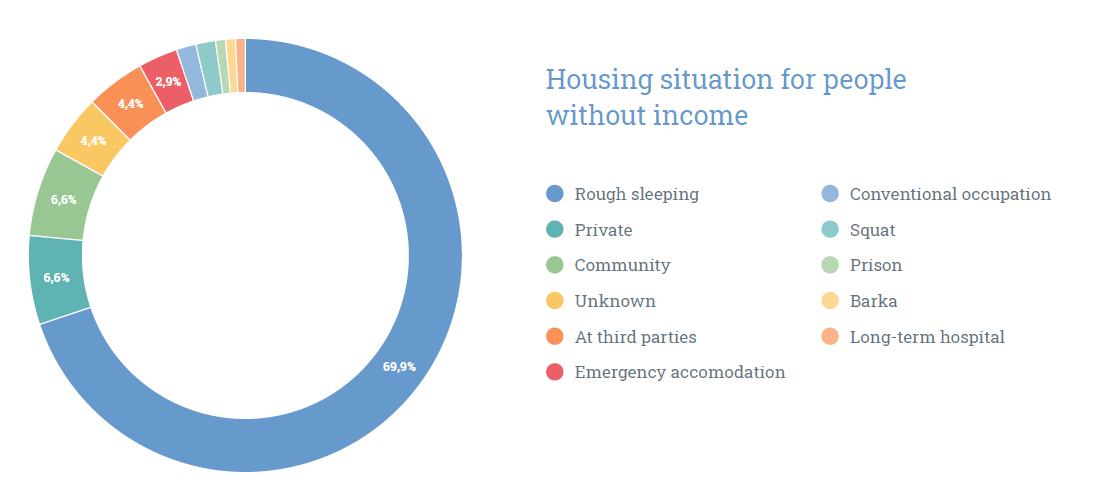 Housing situation for people
without income
Rough sleeping
Private
Community
Unknown
At third parties
Emergency accomodation
Conventional occupation
Squat
Prison
Barka
Long-term hospital
2,9%
4,4%
4,4%
6,6%
6,6%
69,9%